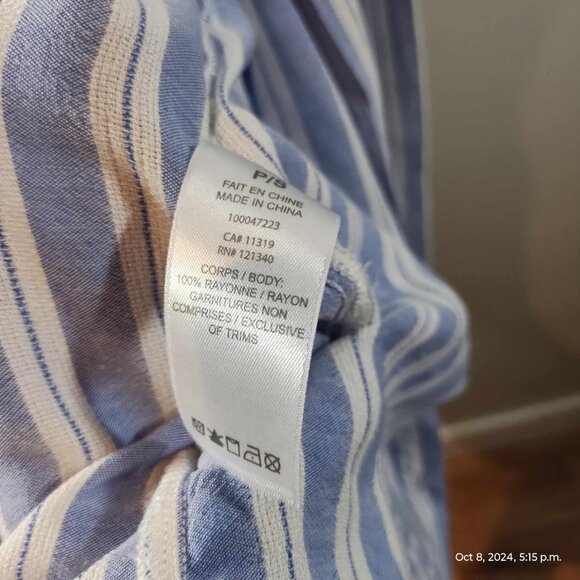 P/S
FAIT EN CHINE
MADE IN CHINA
100047223
CA# 11319
RN# 121340
CORPS / BODY:
100% RAYONNE / RAYON
GARNITURES NON
COMPRISES / EXCLUSIVE
OF TRIMS
Oct 8, 2024, 5:15 p.m.